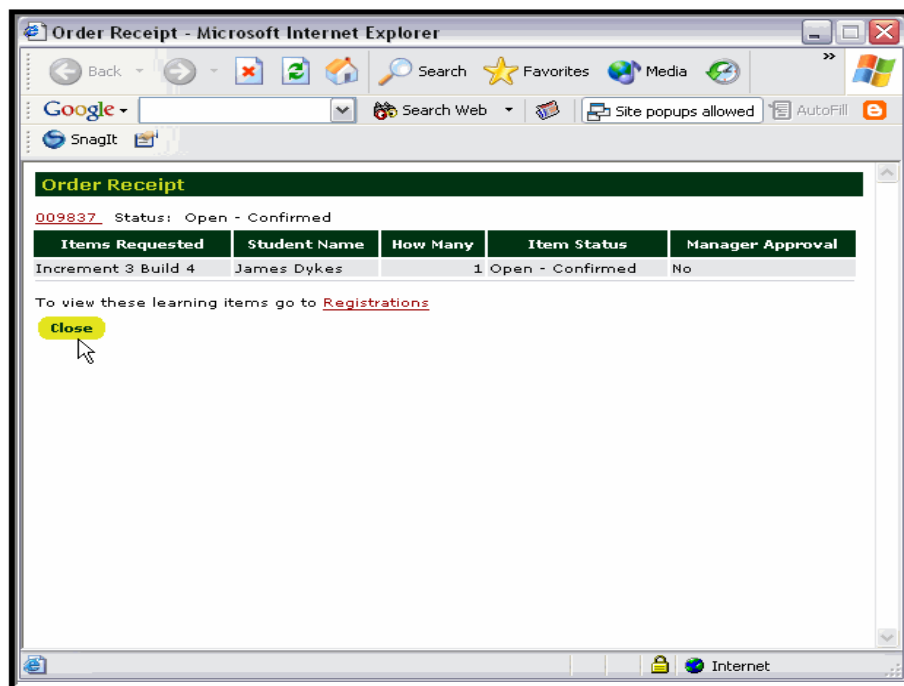 Order Receipt - Microsoft Internet Explorer
Back Search Favorites Media »
Google Search Web Site popups allowed AutoFill
SnagIt
Order Receipt
009837 Status: Open - Confirmed
Items Requested Student Name How Many Item Status Manager Approval
Increment 3 Build 4 James Dykes 1 Open - Confirmed No
To view these learning items go to Registrations
Close
Internet